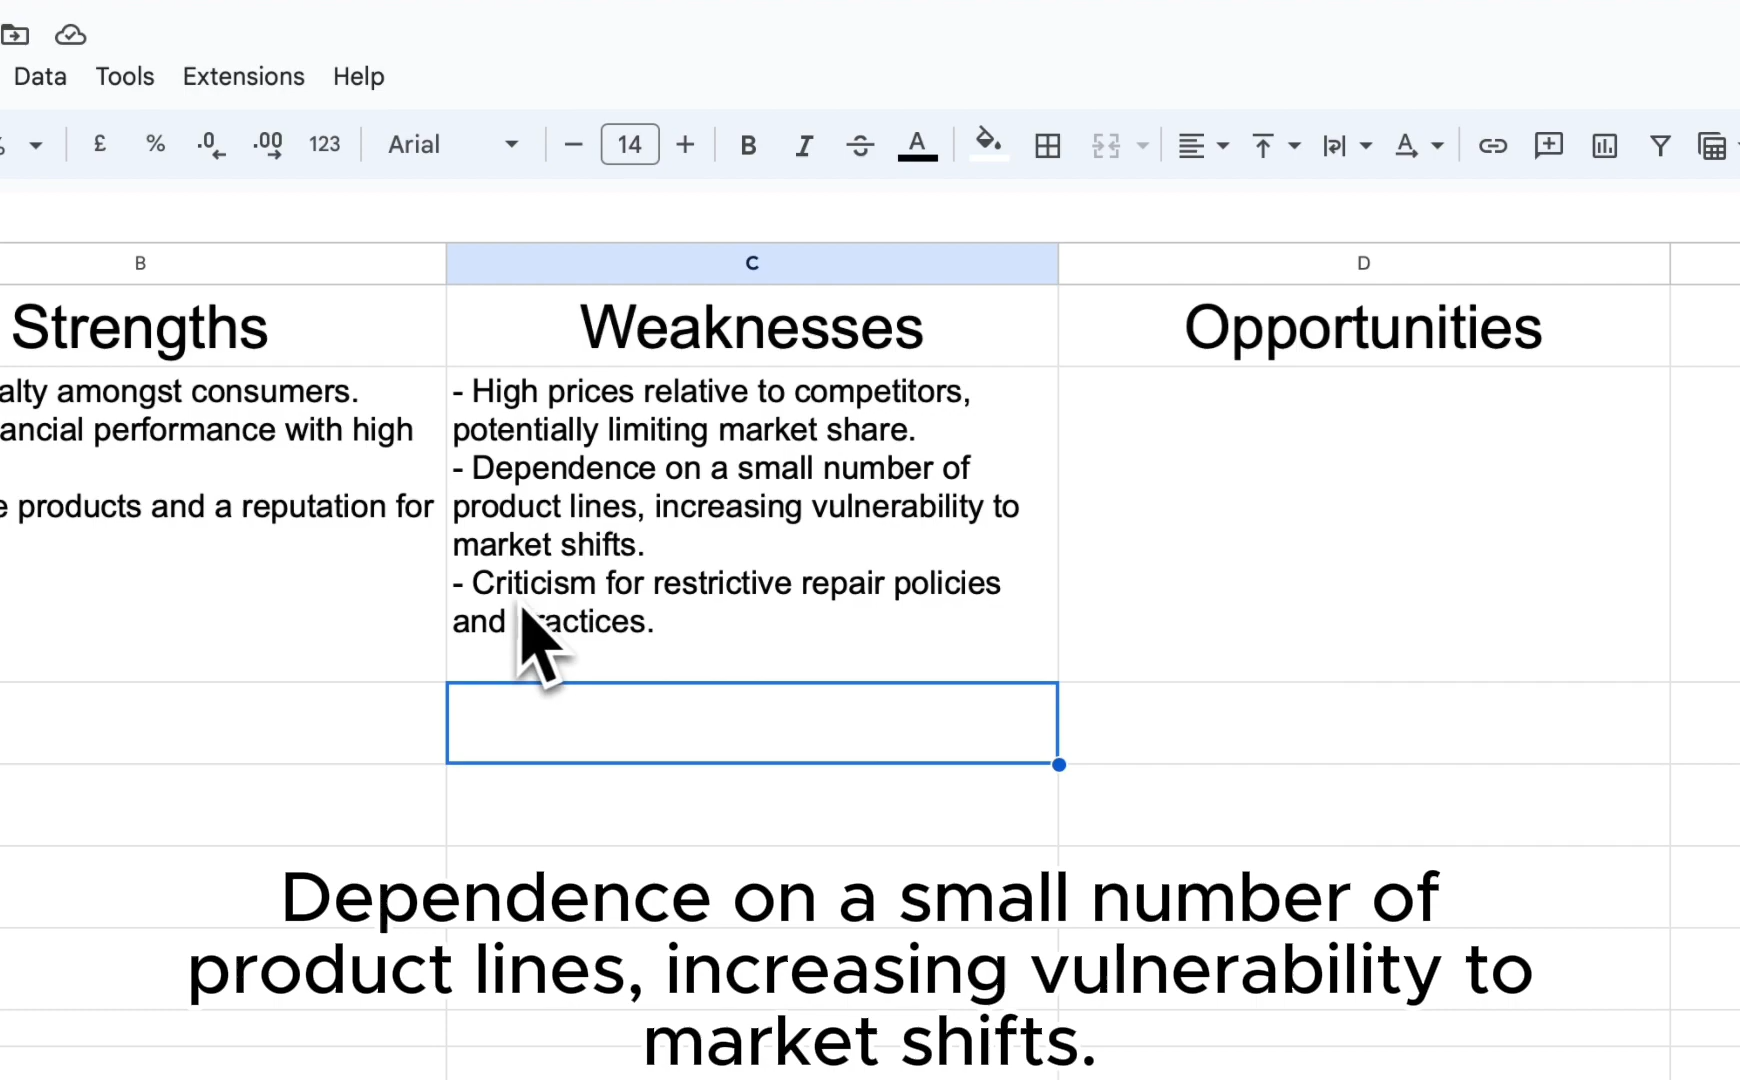 Data Tools Extensions Help
£ % .0 .00 123 Arial 14 B I A A
B C D
Strengths Weaknesses Opportunities
alty amongst consumers.
ancial performance with high
e products and a reputation for
- High prices relative to competitors,
potentially limiting market share.
- Dependence on a small number of
product lines, increasing vulnerability to
market shifts.
- Criticism for restrictive repair policies
and practices.
Dependence on a small number of
product lines, increasing vulnerability to
market shifts.